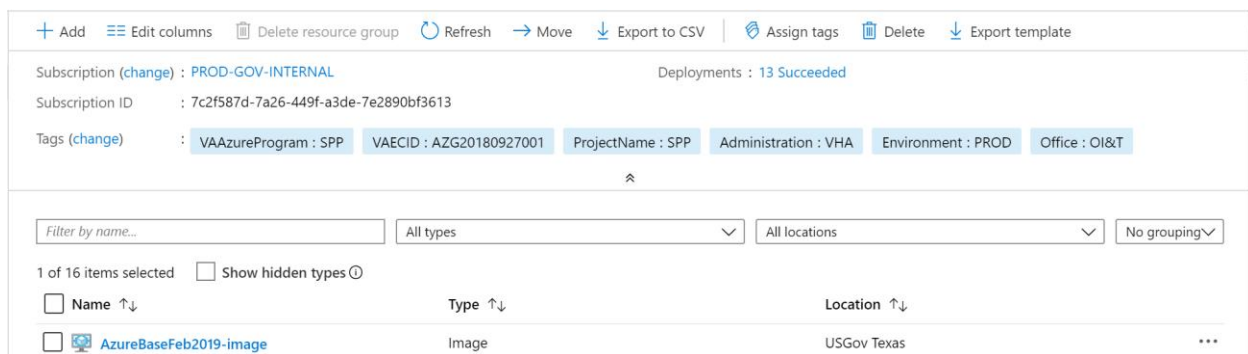 Add Edit columns Delete resource group Refresh Move Export to CSV Assign tags Delete Export template
Subscription (change) : PROD-GOV-INTERNAL Deployments : 13 Succeeded
Subscription ID : 7c2f587d-7a26-449f-a3de-7e2890bf3613
Tags (change) : VAAzureProgram : SPP VAECID : AZG20180927001 ProjectName : SPP Administration : VHA Environment : PROD Office : OI&T
Filter by name... All types All locations No grouping
1 of 16 items selected Show hidden types
Name Type Location
AzureBaseFeb2019-image Image USGov Texas